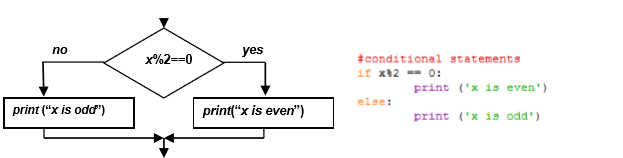 no
yes
x%2==0
print (“x is odd”)
print(“x is even”)
#conditional statements
if x%2 == 0:
print ('x is even')
else:
print ('x is odd')